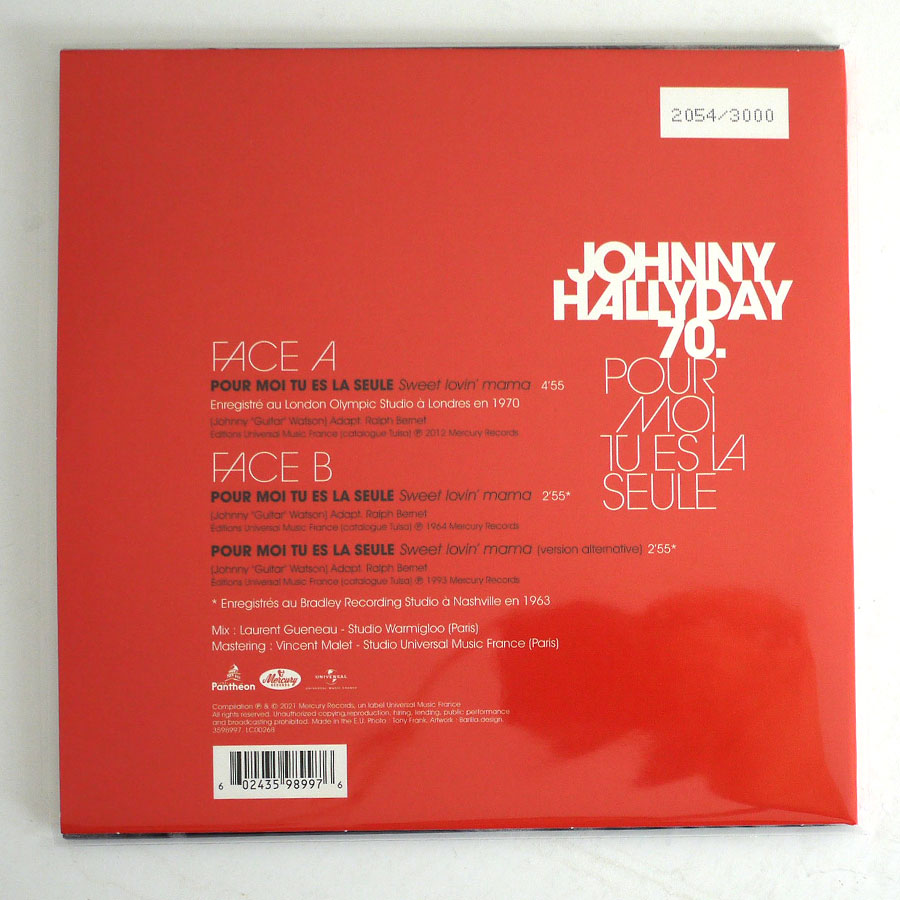 2054/3000
JOHNNY
HALLYDAY
70.
POUR
MOI
TU ES LA
SEULE
FACE A
POUR MOI TU ES LA SEULE Sweet lovin' mama 4'55
Enregistré au London Olympic Studio à Londres en 1970
(Johnny "Guitar" Watson) Adapt. Ralph Bernet
Éditions Universal Music France (catalogue Tulsa) ℗ 2012 Mercury Records
FACE B
POUR MOI TU ES LA SEULE Sweet lovin' mama 2'55*
(Johnny "Guitar" Watson) Adapt. Ralph Bernet
Éditions Universal Music France (catalogue Tulsa) ℗ 1964 Mercury Records
POUR MOI TU ES LA SEULE Sweet lovin' mama (version alternative) 2'55*
(Johnny "Guitar" Watson) Adapt. Ralph Bernet
Éditions Universal Music France (catalogue Tulsa) ℗ 1993 Mercury Records
* Enregistrés au Bradley Recording Studio à Nashville en 1963
Mix : Laurent Gueneau - Studio Warmigloo (Paris)
Mastering : Vincent Malet - Studio Universal Music France (Paris)
Panthéon
Mercury
RECORDS
UNIVERSAL
UNIVERSAL MUSIC FRANCE
Compilation ℗ & © 2021 Mercury Records, un label Universal Music France
All rights reserved. Unauthorized copying, reproduction, hiring, lending, public performance
and broadcasting prohibited. Made in the E.U. Photo : Tony Frank. Artwork : Barilla.design.
3598997. LC00268
6 02435 98997 6